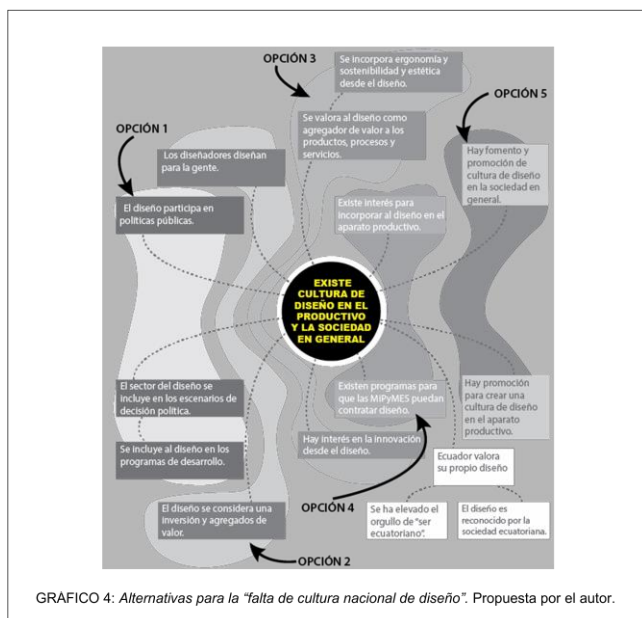 OPCIÓN 3
Se incorpora ergonomía y
sostenibilidad y estética
desde el diseño.
OPCIÓN 5
OPCIÓN 1
Se valora al diseño como
agregador de valor a los
productos, procesos y
servicios.
Los diseñadores diseñan
para la gente.
Hay fomento y
promoción de
cultura de diseño
en la sociedad en
general.
El diseño participa en
políticas públicas.
Existe interés para
incorporar al diseño en el
aparato productivo.
EXISTE
CULTURA DE
DISEÑO EN EL
PRODUCTIVO
Y LA SOCIEDAD
EN GENERAL
El sector del diseño se
incluye en los escenarios de
decisión política.
Existen programas para
que las MIPyMES puedan
contratar diseño.
Hay promoción
para crear una
cultura de diseño
en el aparato
productivo.
Se incluye al diseño en los
programas de desarrollo.
Hay interés en la innovación
desde el diseño.
Ecuador valora
su propio diseño
El diseño se considera una
inversión y agregados de
valor.
OPCIÓN 4
Se ha elevado el
orgullo de "ser
ecuatoriano".
El diseño es
reconocido por la
sociedad ecuatoriana.
OPCIÓN 2
GRÁFICO 4: Alternativas para la “falta de cultura nacional de diseño”. Propuesta por el autor.